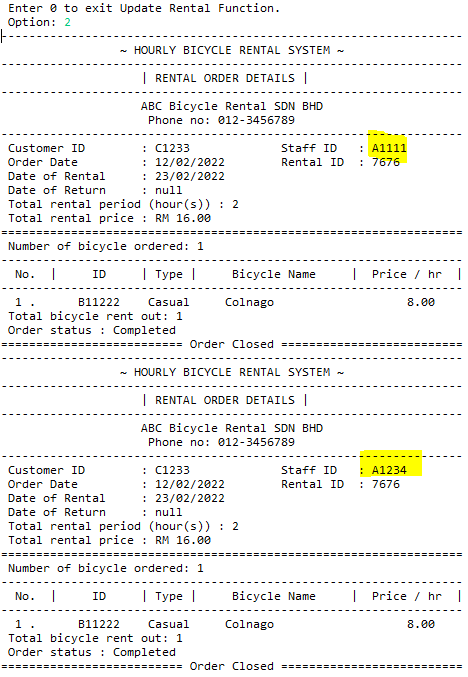 Enter 0 to exit Update Rental Function.
Option: 2
--------------------------------------------------------------------
~ HOURLY BICYCLE RENTAL SYSTEM ~
--------------------------------------------------------------------
| RENTAL ORDER DETAILS |
--------------------------------------------------------------------
ABC Bicycle Rental SDN BHD
Phone no: 012-3456789
--------------------------------------------------------------------
Customer ID : C1233 Staff ID : A1111
Order Date : 12/02/2022 Rental ID : 7676
Date of Rental : 23/02/2022
Date of Return : null
Total rental period (hour(s)) : 2
Total rental price : RM 16.00
====================================================================
Number of bicycle ordered: 1
--------------------------------------------------------------------
No. | ID | Type | Bicycle Name | Price / hr |
--------------------------------------------------------------------
1 . B11222 Casual Colnago 8.00
Total bicycle rent out: 1
Order status : Completed
========================== Order Closed ==========================
--------------------------------------------------------------------
~ HOURLY BICYCLE RENTAL SYSTEM ~
--------------------------------------------------------------------
| RENTAL ORDER DETAILS |
--------------------------------------------------------------------
ABC Bicycle Rental SDN BHD
Phone no: 012-3456789
--------------------------------------------------------------------
Customer ID : C1233 Staff ID : A1234
Order Date : 12/02/2022 Rental ID : 7676
Date of Rental : 23/02/2022
Date of Return : null
Total rental period (hour(s)) : 2
Total rental price : RM 16.00
====================================================================
Number of bicycle ordered: 1
--------------------------------------------------------------------
No. | ID | Type | Bicycle Name | Price / hr |
--------------------------------------------------------------------
1 . B11222 Casual Colnago 8.00
Total bicycle rent out: 1
Order status : Completed
========================== Order Closed ==========================